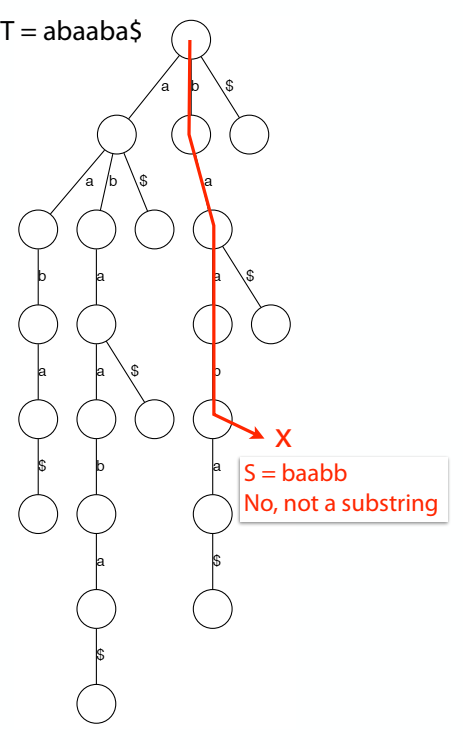 T = abaaba$
a b $
a b $ a
b a a $
a a $ b
$ b a
a $
$
X
S = baabb
No, not a substring